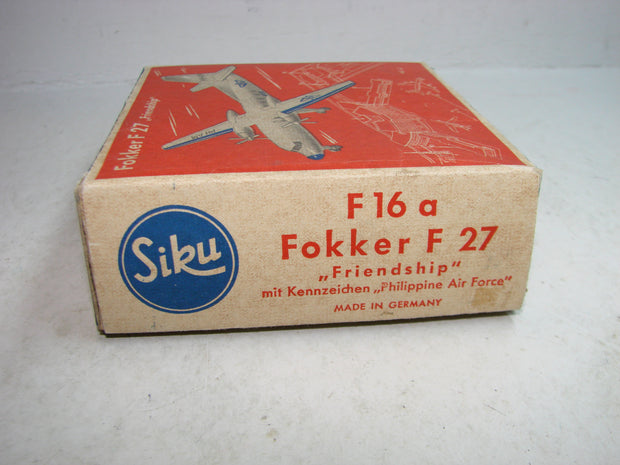 Fokker F 27 „Friendship"
Siku
F 16 a
Fokker F 27
„Friendship"
mit Kennzeichen „Philippine Air Force"
MADE IN GERMANY